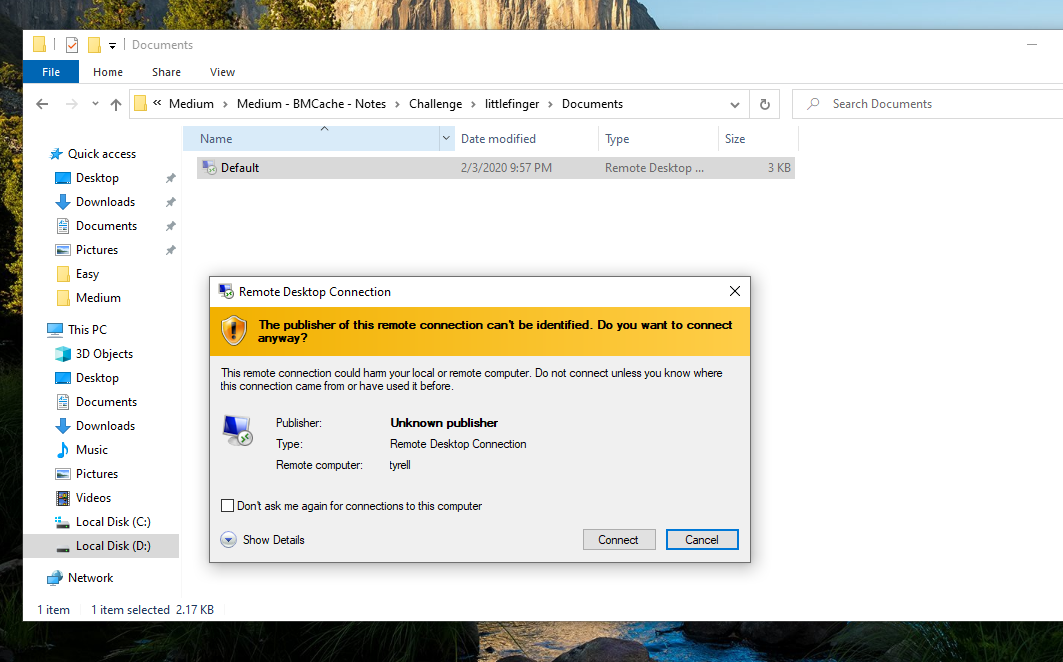 Documents
File Home Share View
« Medium › Medium - BMCache - Notes › Challenge › littlefinger › Documents
Search Documents
Name Date modified Type Size
Default 2/3/2020 9:57 PM Remote Desktop ... 3 KB
Quick access
Desktop
Downloads
Documents
Pictures
Easy
Medium
This PC
3D Objects
Desktop
Documents
Downloads
Music
Pictures
Videos
Local Disk (C:)
Local Disk (D:)
Network
Remote Desktop Connection
The publisher of this remote connection can't be identified. Do you want to connect
anyway?
This remote connection could harm your local or remote computer. Do not connect unless you know where
this connection came from or have used it before.
Publisher: Unknown publisher
Type: Remote Desktop Connection
Remote computer: tyrell
Don't ask me again for connections to this computer
Show Details Connect Cancel
1 item 1 item selected 2.17 KB